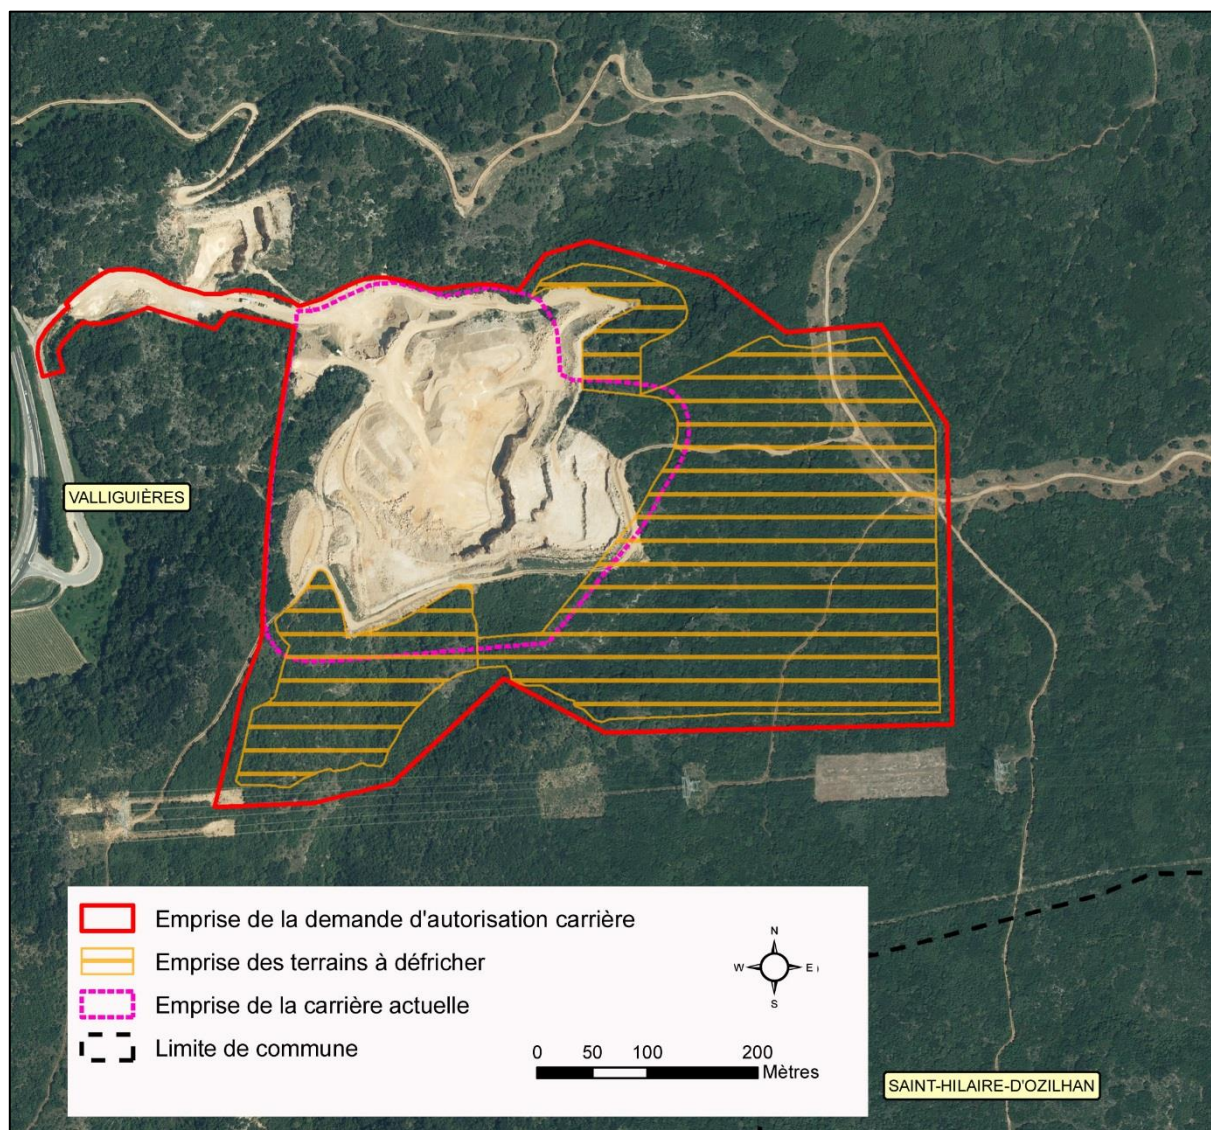 VALLIGUIÈRES
Emprise de la demande d'autorisation carrière
Emprise des terrains à défricher
Emprise de la carrière actuelle
Limite de commune
N
W E
S
0 50 100 200
Mètres
SAINT-HILAIRE-D'OZILHAN